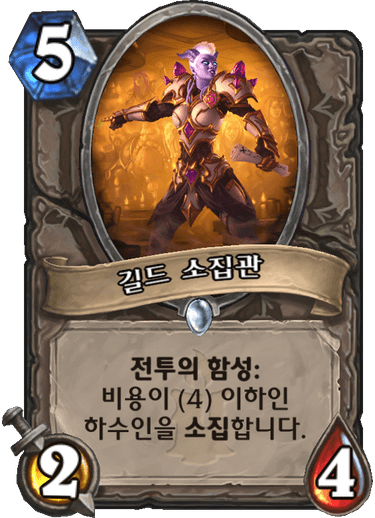 5
길드 소집관
전투의 함성:
비용이 (4) 이하인
하수인을 소집합니다.
2
4